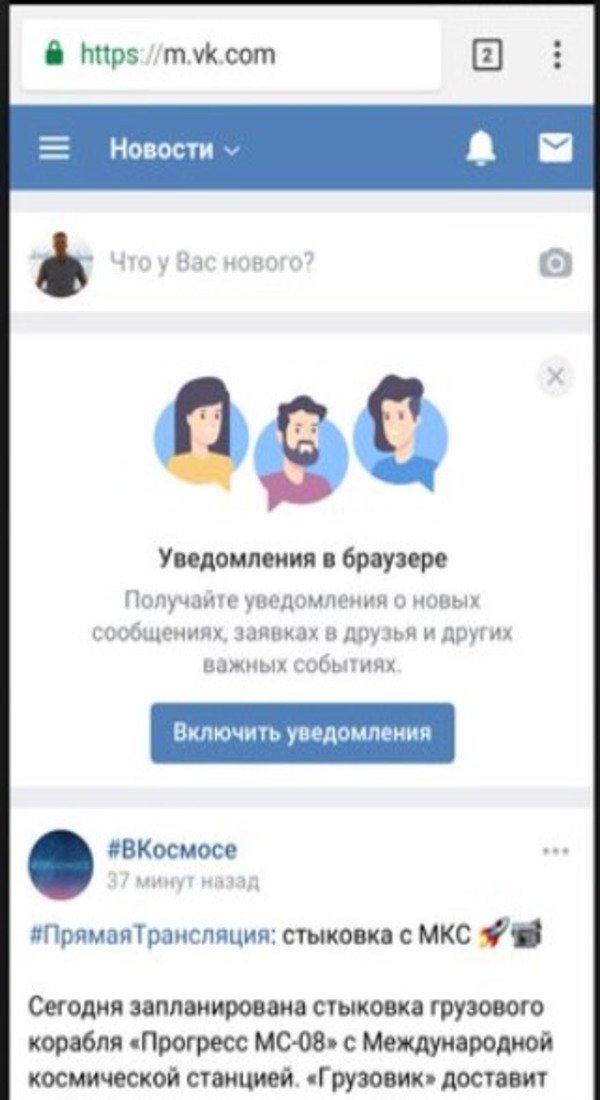 https://m.vk.com
2
Новости
Что у Вас нового?
Уведомления в браузере
Получайте уведомления о новых
сообщениях, заявках в друзья и других
важных событиях.
Включить уведомления
#ВКосмосе
37 минут назад
#ПрямаяТрансляция: стыковка с МКС 🚀📹
Сегодня запланирована стыковка грузового
корабля «Прогресс МС-08» с Международной
космической станцией. «Грузовик» доставит